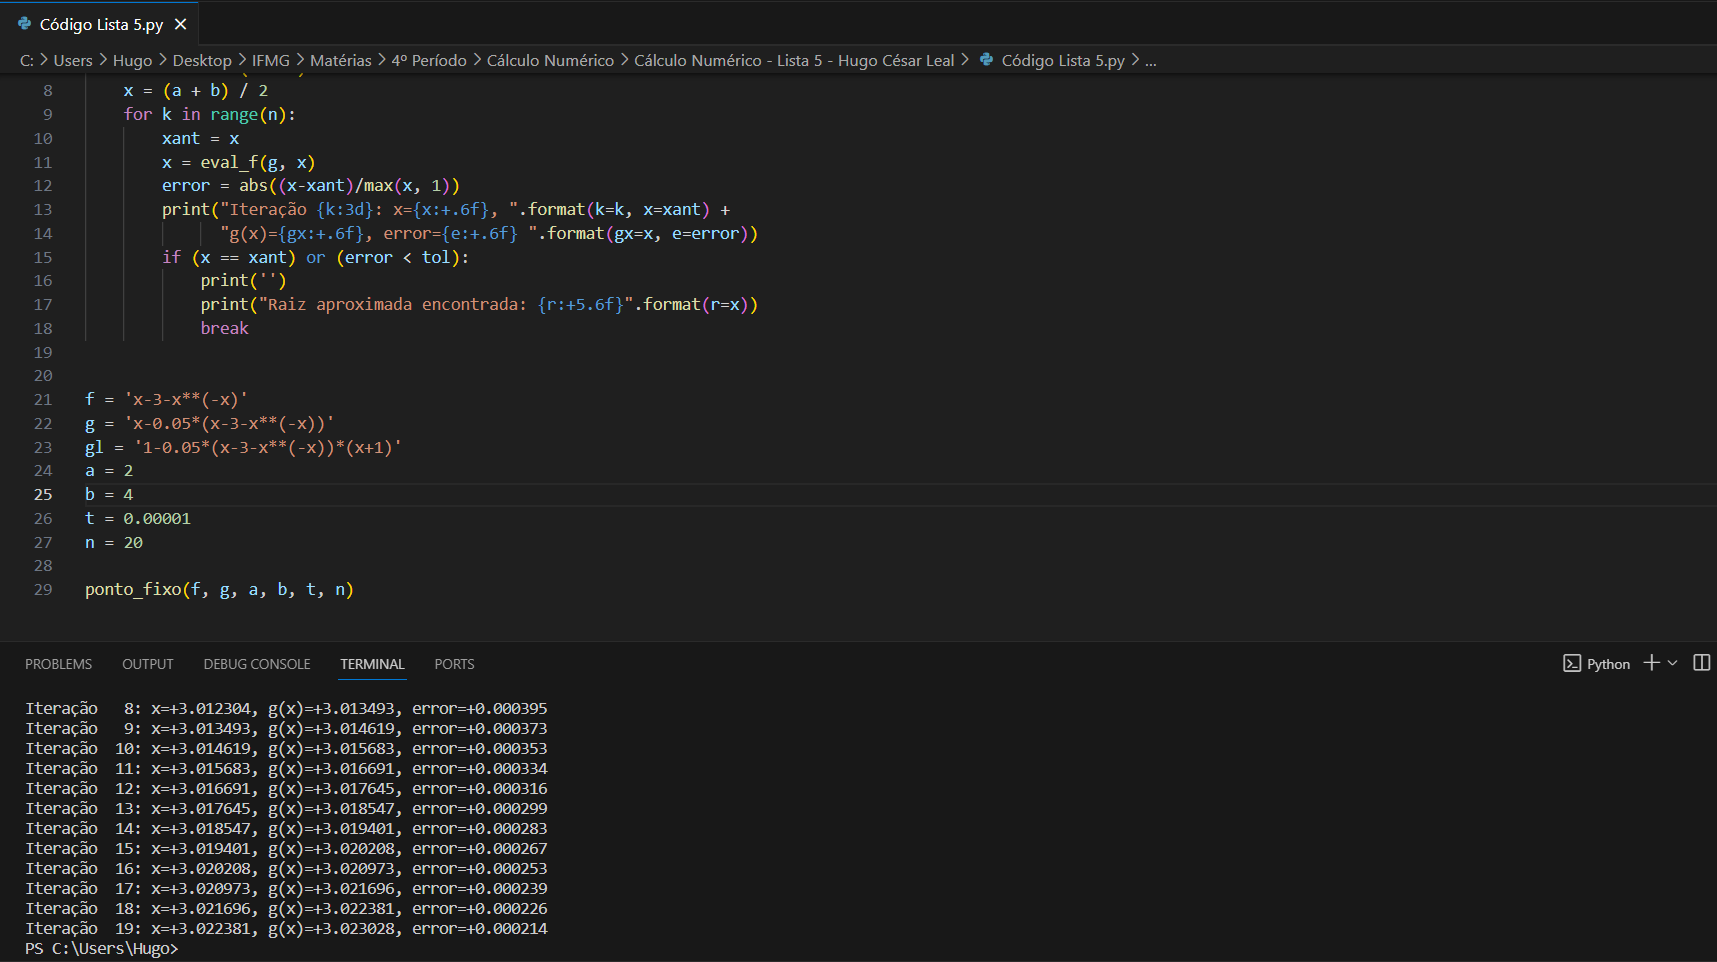 Código Lista 5.py
C: > Users > Hugo > Desktop > IFMG > Matérias > 4º Período > Cálculo Numérico > Cálculo Numérico - Lista 5 - Hugo César Leal > Código Lista 5.py > ...
8 x = (a + b) / 2
9 for k in range(n):
10 xant = x
11 x = eval_f(g, x)
12 error = abs((x-xant)/max(x, 1))
13 print("Iteração {k:3d}: x={x:+.6f}, ".format(k=k, x=xant) +
14 "g(x)={gx:+.6f}, error={e:+.6f} ".format(gx=x, e=error))
15 if (x == xant) or (error < tol):
16 print('')
17 print("Raiz aproximada encontrada: {r:+5.6f}".format(r=x))
18 break
19
20
21 f = 'x-3-x**(-x)'
22 g = 'x-0.05*(x-3-x**(-x))'
23 gl = '1-0.05*(x-3-x**(-x))*(x+1)'
24 a = 2
25 b = 4
26 t = 0.00001
27 n = 20
28
29 ponto_fixo(f, g, a, b, t, n)
PROBLEMS OUTPUT DEBUG CONSOLE TERMINAL PORTS Python
Iteração   8: x=+3.012304, g(x)=+3.013493, error=+0.000395
Iteração   9: x=+3.013493, g(x)=+3.014619, error=+0.000373
Iteração  10: x=+3.014619, g(x)=+3.015683, error=+0.000353
Iteração  11: x=+3.015683, g(x)=+3.016691, error=+0.000334
Iteração  12: x=+3.016691, g(x)=+3.017645, error=+0.000316
Iteração  13: x=+3.017645, g(x)=+3.018547, error=+0.000299
Iteração  14: x=+3.018547, g(x)=+3.019401, error=+0.000283
Iteração  15: x=+3.019401, g(x)=+3.020208, error=+0.000267
Iteração  16: x=+3.020208, g(x)=+3.020973, error=+0.000253
Iteração  17: x=+3.020973, g(x)=+3.021696, error=+0.000239
Iteração  18: x=+3.021696, g(x)=+3.022381, error=+0.000226
Iteração  19: x=+3.022381, g(x)=+3.023028, error=+0.000214
PS C:\Users\Hugo>